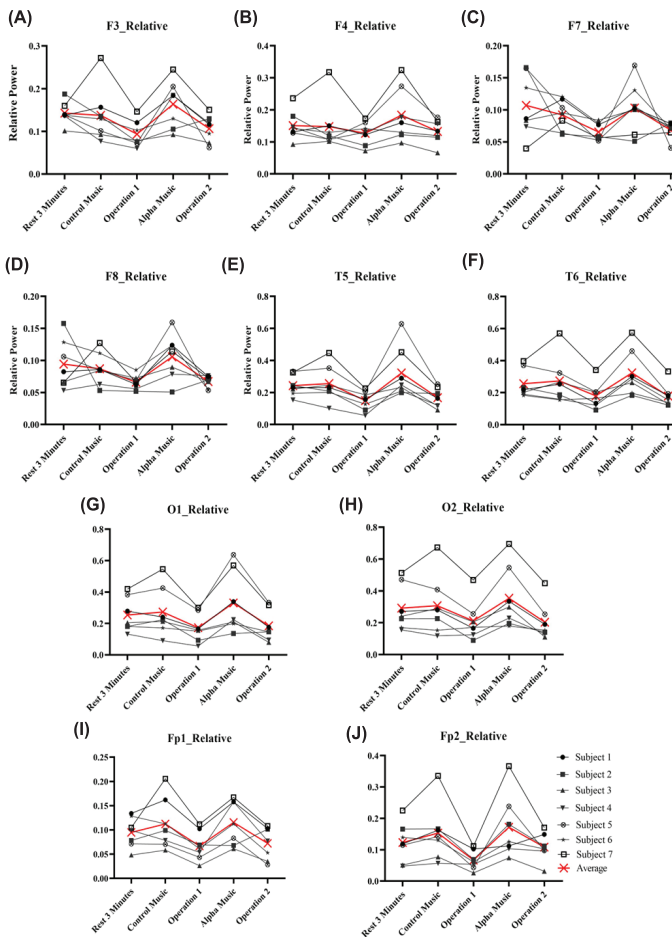 (A)
F3_Relative
Relative Power
0.3
0.2
0.1
0.0
Rest 3 Minutes
Control Music
Operation 1
Alpha Music
Operation 2
(B)
F4_Relative
0.4
0.3
0.2
0.1
0.0
Rest 3 Minutes
Control Music
Operation 1
Alpha Music
Operation 2
(C)
F7_Relative
Relative Power
0.20
0.15
0.10
0.05
0.00
Rest 3 Minutes
Control Music
Operation 1
Alpha Music
Operation 2
(D)
F8_Relative
Relative Power
0.20
0.15
0.10
0.05
0.00
Rest 3 Minutes
Control Music
Operation 1
Alpha Music
Operation 2
(E)
T5_Relative
Relative Power
0.8
0.6
0.4
0.2
0.0
Rest 3 Minutes
Control Music
Operation 1
Alpha Music
Operation 2
(F)
T6_Relative
0.8
0.6
0.4
0.2
0.0
Rest 3 Minutes
Control Music
Operation 1
Alpha Music
Operation 2
(G)
O1_Relative
0.8
0.6
0.4
0.2
0.0
Rest 3 Minutes
Control Music
Operation 1
Alpha Music
Operation 2
(H)
O2_Relative
0.8
0.6
0.4
0.2
0.0
Rest 3 Minutes
Control Music
Operation 1
Alpha Music
Operation 2
(I)
Fp1_Relative
0.25
0.20
0.15
0.10
0.05
0.00
Rest 3 Minutes
Control Music
Operation 1
Alpha Music
Operation 2
(J)
Fp2_Relative
0.4
0.3
0.2
0.1
0.0
Rest 3 Minutes
Control Music
Operation 1
Alpha Music
Operation 2
Subject 1
Subject 2
Subject 3
Subject 4
Subject 5
Subject 6
Subject 7
Average